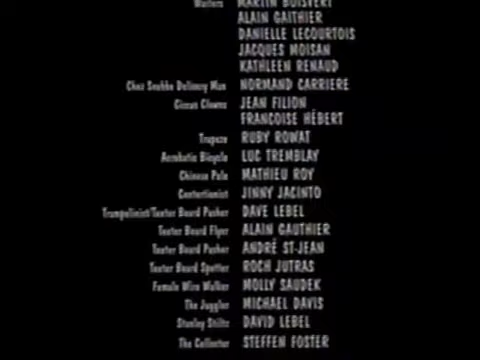 Waiters MARTIN BOISVERT
ALAIN GAITHIER
DANIELLE LECOURTOIS
JACQUES MOISAN
KATHLEEN RENAUD
Chez Snobbe Delivery Man NORMAND CARRIERE
Circus Clowns JEAN FILION
FRANCOISE HÉBERT
Trapeze RUBY ROWAT
Acrobatic Bicycle LUC TREMBLAY
Chinese Pole MATHIEU ROY
Contortionist JINNY JACINTO
Trampolinist/Teeter Board Pusher DAVE LEBEL
Teeter Board Flyer ALAIN GAUTHIER
Teeter Board Pusher ANDRÉ ST-JEAN
Teeter Board Spotter ROCH JUTRAS
Female Wire Walker MOLLY SAUDEK
The Juggler MICHAEL DAVIS
Stanley Stilts DAVID LEBEL
The Collector STEFFEN FOSTER